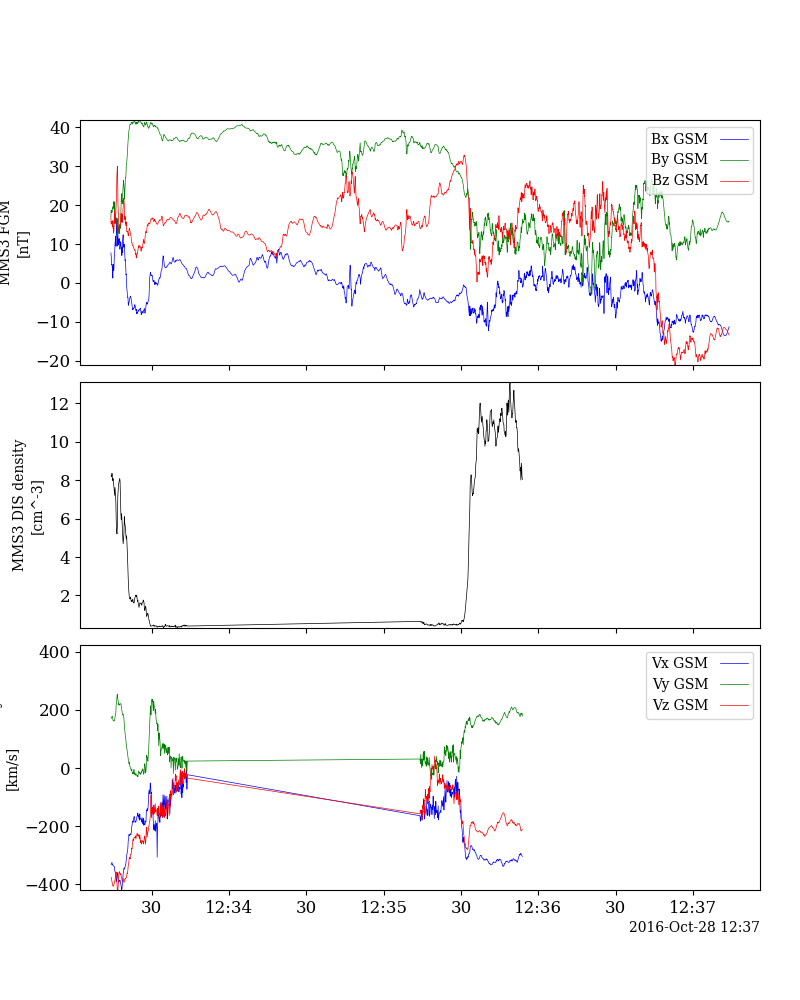 40
30
20
10
0
−10
−20
MMS3 FGM
[nT]
Bx GSM
By GSM
Bz GSM
12
10
8
6
4
2
MMS3 DIS density
[cm^-3]
400
200
0
−200
−400
[km/s]
Vx GSM
Vy GSM
Vz GSM
30 12:34 30 12:35 30 12:36 30 12:37
2016-Oct-28 12:37